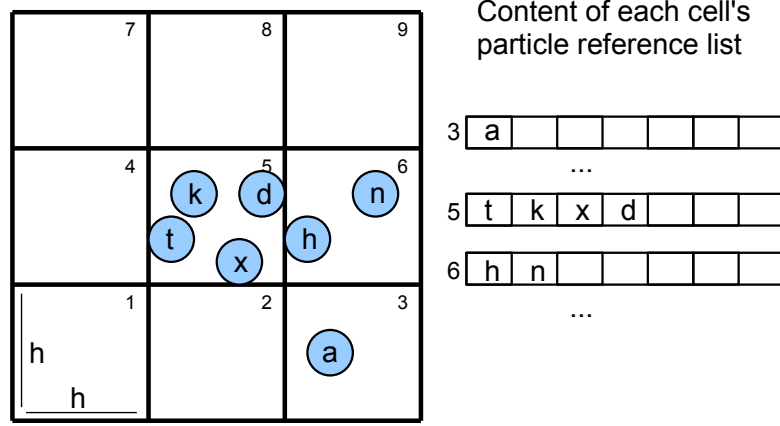 Content of each cell's
particle reference list
7 8 9
4 5 6
k d n
t h
x
1 2 3
h
a
h
3 a
...
5 t k x d
6 h n
...